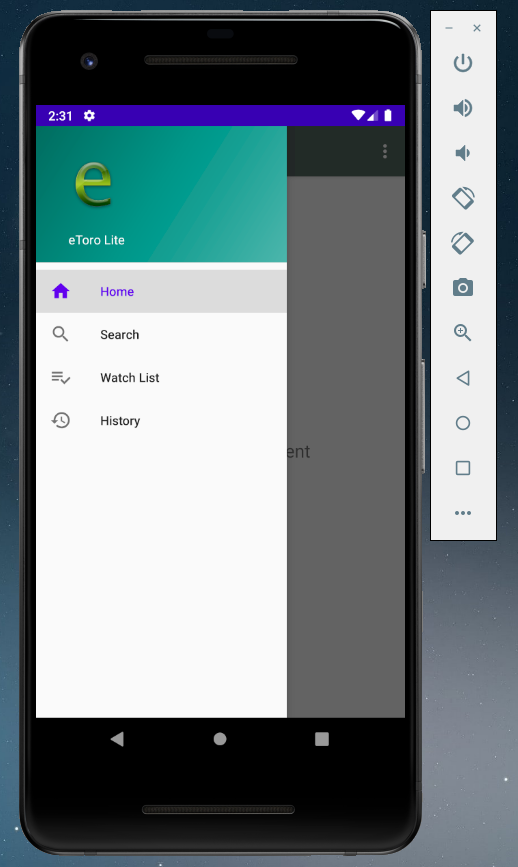 2:31
e
eToro Lite
Home
Search
Watch List
History
ent